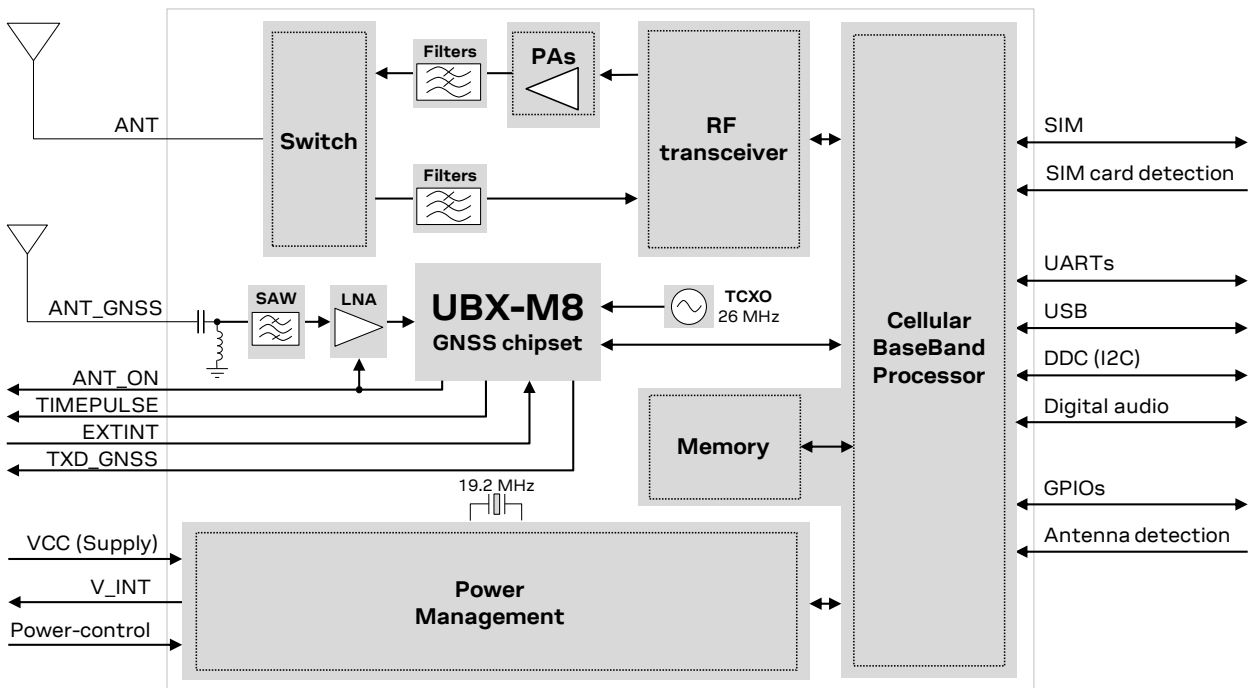 Filters
PAs
ANT
Switch
RF
transceiver
SIM
SIM card detection
Filters
UARTs
ANT_GNSS
SAW
LNA
UBX-M8
GNSS chipset
TCXO
26 MHz
Cellular
BaseBand
Processor
USB
DDC (I2C)
Digital audio
ANT_ON
TIMEPULSE
EXTINT
TXD_GNSS
Memory
19.2 MHz
GPIOs
Antenna detection
VCC (Supply)
V_INT
Power-control
Power
Management